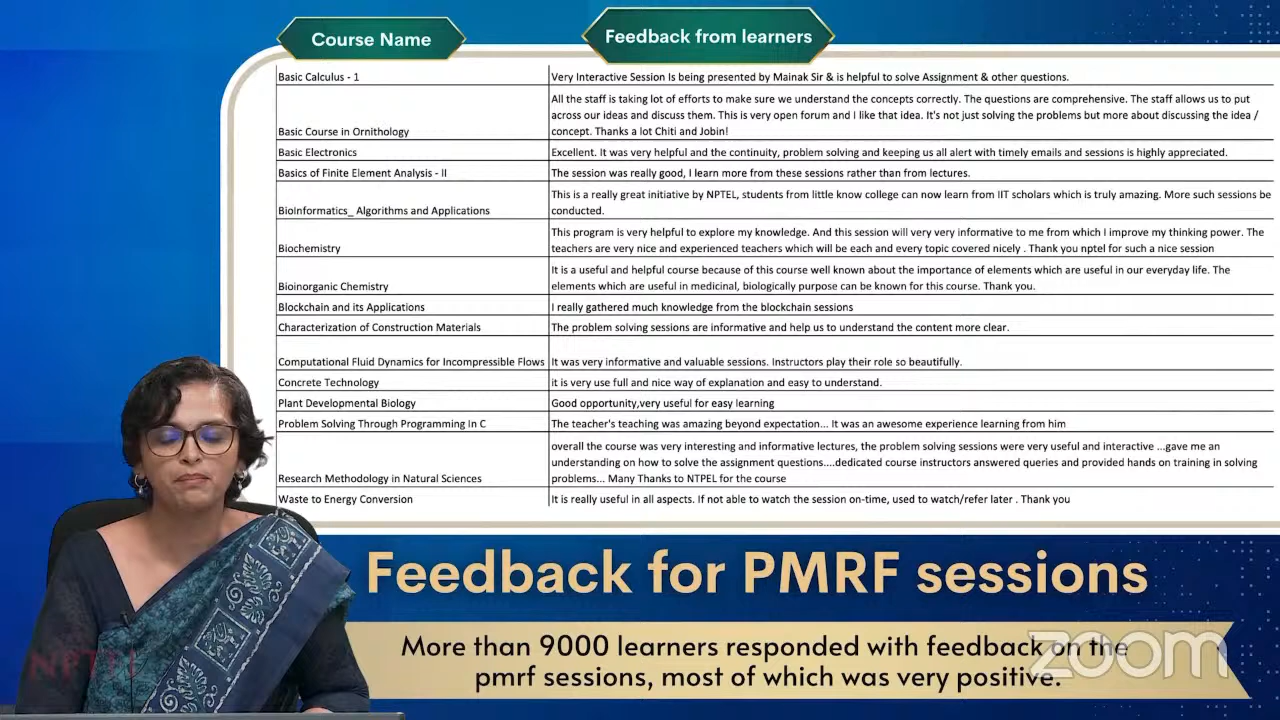 Course Name
Feedback from learners
Basic Calculus - 1
Very Interactive Session Is being presented by Mainak Sir & is helpful to solve Assignment & other questions.
Basic Course in Ornithology
All the staff is taking lot of efforts to make sure we understand the concepts correctly. The questions are comprehensive. The staff allows us to put
across our ideas and discuss them. This is very open forum and I like that idea. It's not just solving the problems but more about discussing the idea /
concept. Thanks a lot Chiti and Jobin!
Basic Electronics
Excellent. It was very helpful and the continuity, problem solving and keeping us all alert with timely emails and sessions is highly appreciated.
Basics of Finite Element Analysis - II
The session was really good, I learn more from these sessions rather than from lectures.
BioInformatics_ Algorithms and Applications
This is a really great initiative by NPTEL, students from little know college can now learn from IIT scholars which is truly amazing. More such sessions be
conducted.
Biochemistry
This program is very helpful to explore my knowledge. And this session will very very informative to me from which I improve my thinking power. The
teachers are very nice and experienced teachers which will be each and every topic covered nicely . Thank you nptel for such a nice session
Bioinorganic Chemistry
It is a useful and helpful course because of this course well known about the importance of elements which are useful in our everyday life. The
elements which are useful in medicinal, biologically purpose can be known for this course. Thank you.
Blockchain and its Applications
I really gathered much knowledge from the blockchain sessions
Characterization of Construction Materials
The problem solving sessions are informative and help us to understand the content more clear.
Computational Fluid Dynamics for Incompressible Flows
It was very informative and valuable sessions. Instructors play their role so beautifully.
Concrete Technology
it is very use full and nice way of explanation and easy to understand.
Plant Developmental Biology
Good opportunity,very useful for easy learning
Problem Solving Through Programming In C
The teacher's teaching was amazing beyond expectation... It was an awesome experience learning from him
Research Methodology in Natural Sciences
overall the course was very interesting and informative lectures, the problem solving sessions were very useful and interactive ...gave me an
understanding on how to solve the assignment questions....dedicated course instructors answered queries and provided hands on training in solving
problems... Many Thanks to NTPEL for the course
Waste to Energy Conversion
It is really useful in all aspects. If not able to watch the session on-time, used to watch/refer later . Thank you
Feedback for PMRF sessions
More than 9000 learners responded with feedback on the
pmrf sessions, most of which was very positive.
zoom
NPTEL